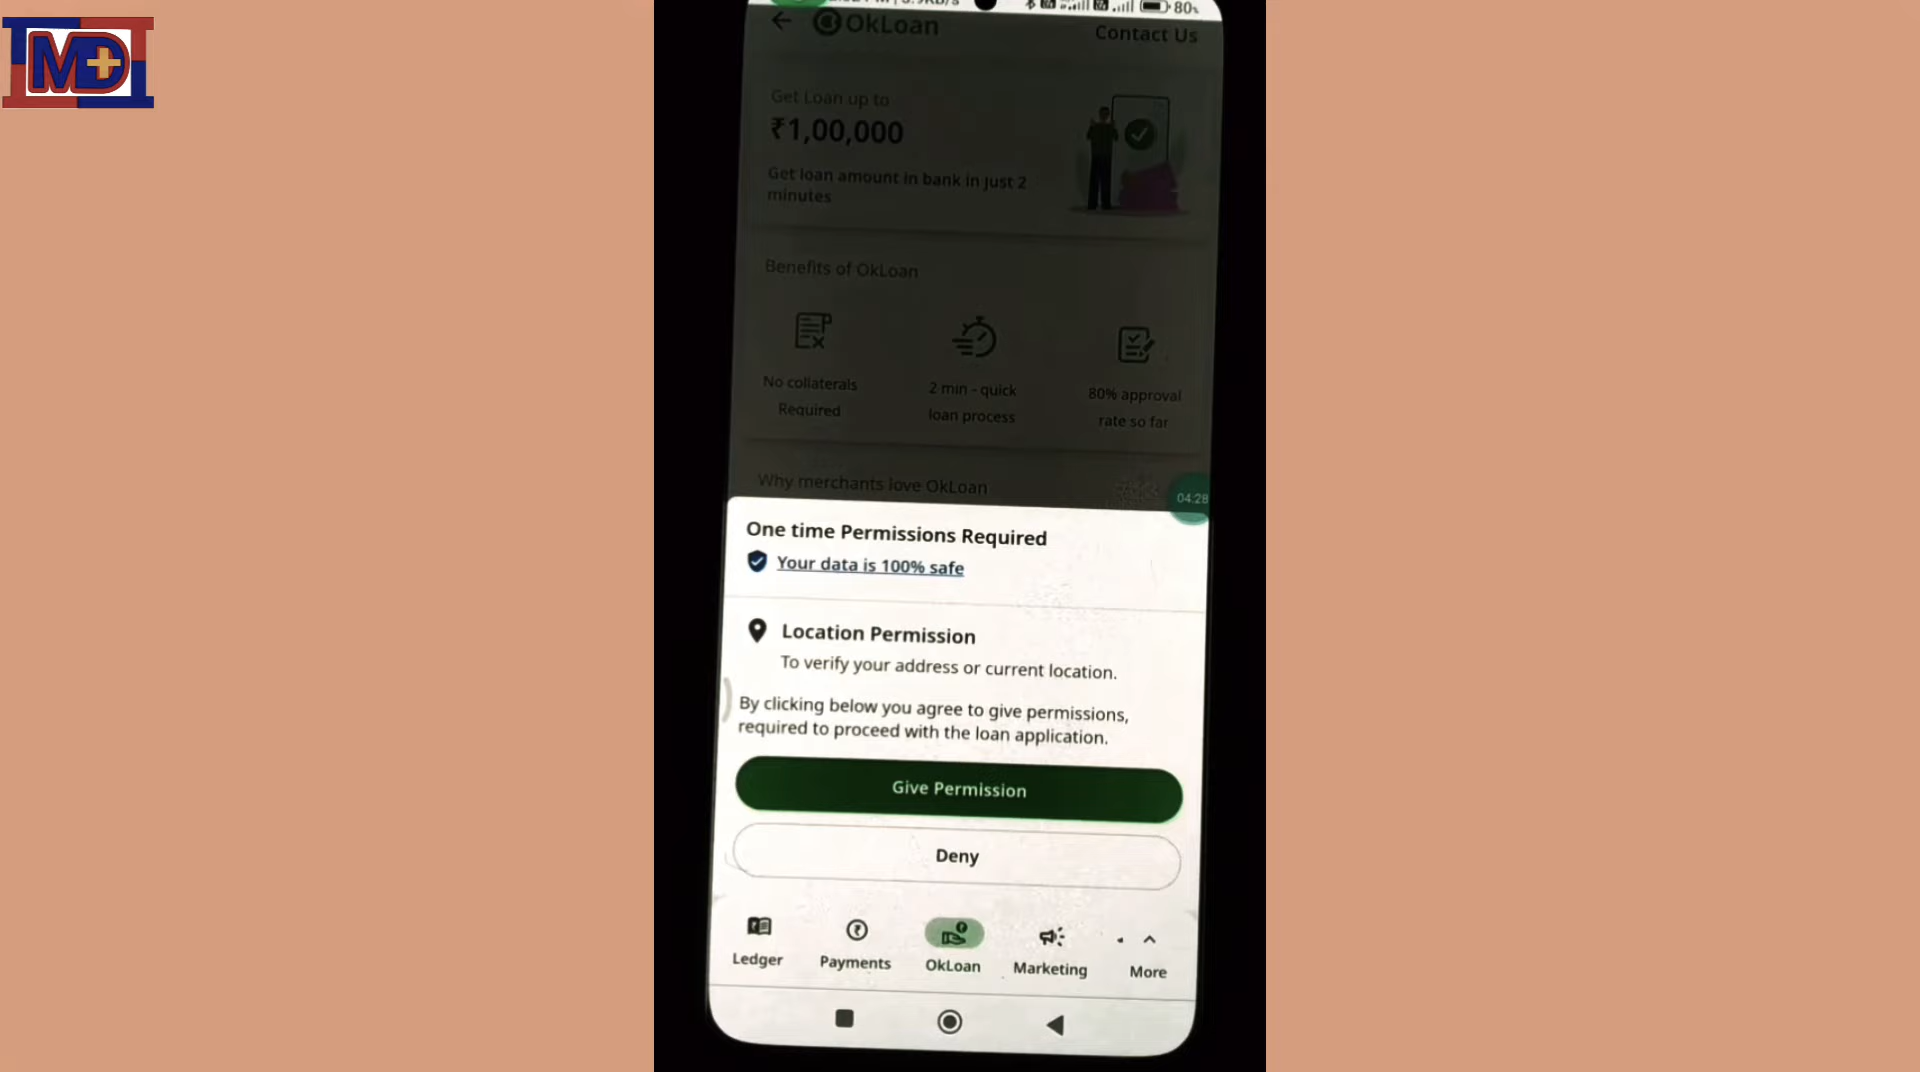 MD
80%
OkLoan
Contact Us
Get Loan up to
₹1,00,000
Get loan amount in bank in just 2
minutes
Benefits of OkLoan
No collaterals
Required
2 min - quick
loan process
80% approval
rate so far
Why merchants love OkLoan
04:28
One time Permissions Required
Your data is 100% safe
Location Permission
To verify your address or current location.
By clicking below you agree to give permissions,
required to proceed with the loan application.
Give Permission
Deny
Ledger
Payments
OkLoan
Marketing
More